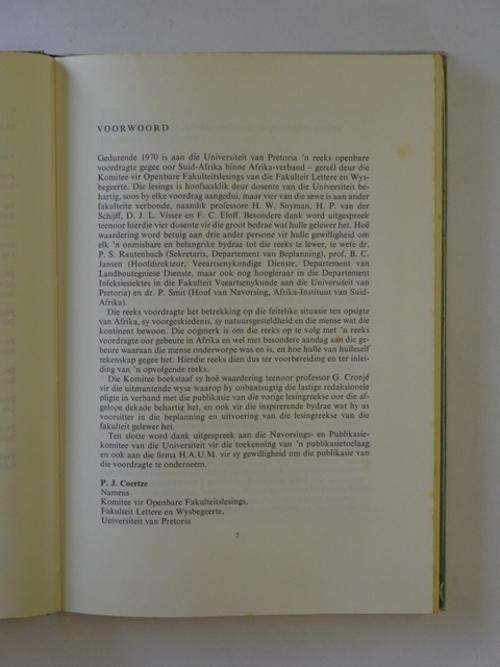 VOORWOORD
Gedurende 1970 is aan die Universiteit van Pretoria 'n reeks openbare
voordragte gegee oor Suid-Afrika binne Afrika-verband – gereël deur die
Komitee vir Openbare Fakulteitslesings van die Fakulteit Lettere en Wys-
begeerte. Die lesings is hoofsaaklik deur dosente van die Universiteit be-
hartig, soos by elke voordrag aangedui, maar vier van die sewe is aan ander
fakulteite verbonde, naamlik professore H. W. Snyman, H. P. van der
Schijff, D. J. L. Visser en F. C. Eloff. Besondere dank word uitgespreek
teenoor hierdie vier dosente vir die groot bedrae wat hulle gelewer het. Hoë
waardering word betuig aan drie ander persone vir hulle gewilligheid om
elk 'n onmisbare en belangrike bydrae tot die reeks te lewer, te wete dr.
P. S. Rautenbach (Sekretaris, Departement van Beplanning), prof. B. C.
Jansen (Hoofdirekteur, Veeartsenykundige Dienste, Departement van
Landboutegniese Dienste, maar ook nog hoogleraar in die Departement
Infeksiesiektes in die Fakulteit Veeartsenykunde aan die Universiteit van
Pretoria) en dr. P. Smit (Hoof van Navorsing, Afrika-Instituut van Suid-
Afrika).
Die reeks voordragte het betrekking op die feitelike situasie ten opsigte
van Afrika, sy voorgeskiedenis, sy natuurgesteldheid en die mense wat die
kontinent bewoon. Die oogmerk is om die reeks op te volg met 'n reeks
voordragte oor gebeure in Afrika en wel met besondere aandag aan die ge-
beure waaraan die mense onderworpe was en is, en hoe hulle van hulleself
rekenskap gegee het. Hierdie reeks dien dus ter voorbereiding en ter inlei-
ding van 'n opvolgende reeks.
Die Komitee boekstaaf sy hoë waardering teenoor professor G. Cronjé
vir die uitmuntende wyse waarop hy onbaatsugtig die lastige redaksionele
pligte in verband met die publikasie van die vorige lesingreekse oor die af-
gelope dekade behartig het, en ook vir die inspirerende bydrae wat hy as
voorsitter in die beplanning en uitvoering van die lesingreekse van die
fakulteit gelewer het.
Ten slotte word dank uitgespreek aan die Navorsings- en Publikasie-
komitee van die Universiteit vir die toekenning van 'n publikasietoelaag
en ook aan die firma H.A.U.M. vir sy gewilligheid om die publikasie van
die voordragte te onderneem.
P. J. Coertze
Namens
Komitee vir Openbare Fakulteitslesings,
Fakulteit Lettere en Wysbegeerte,
Universiteit van Pretoria